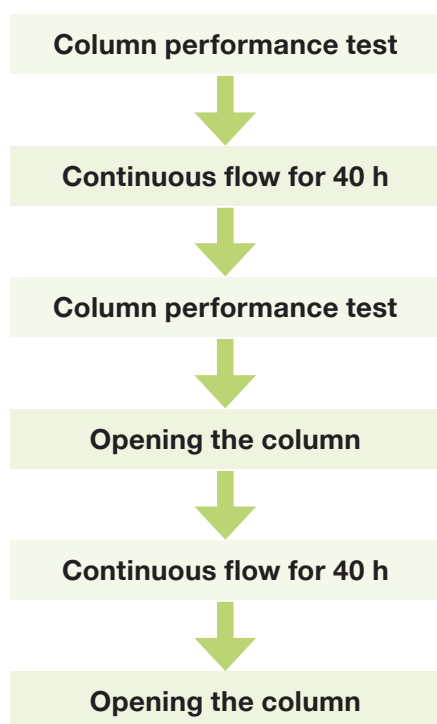 Column performance test
Continuous flow for 40 h
Column performance test
Opening the column
Continuous flow for 40 h
Opening the column